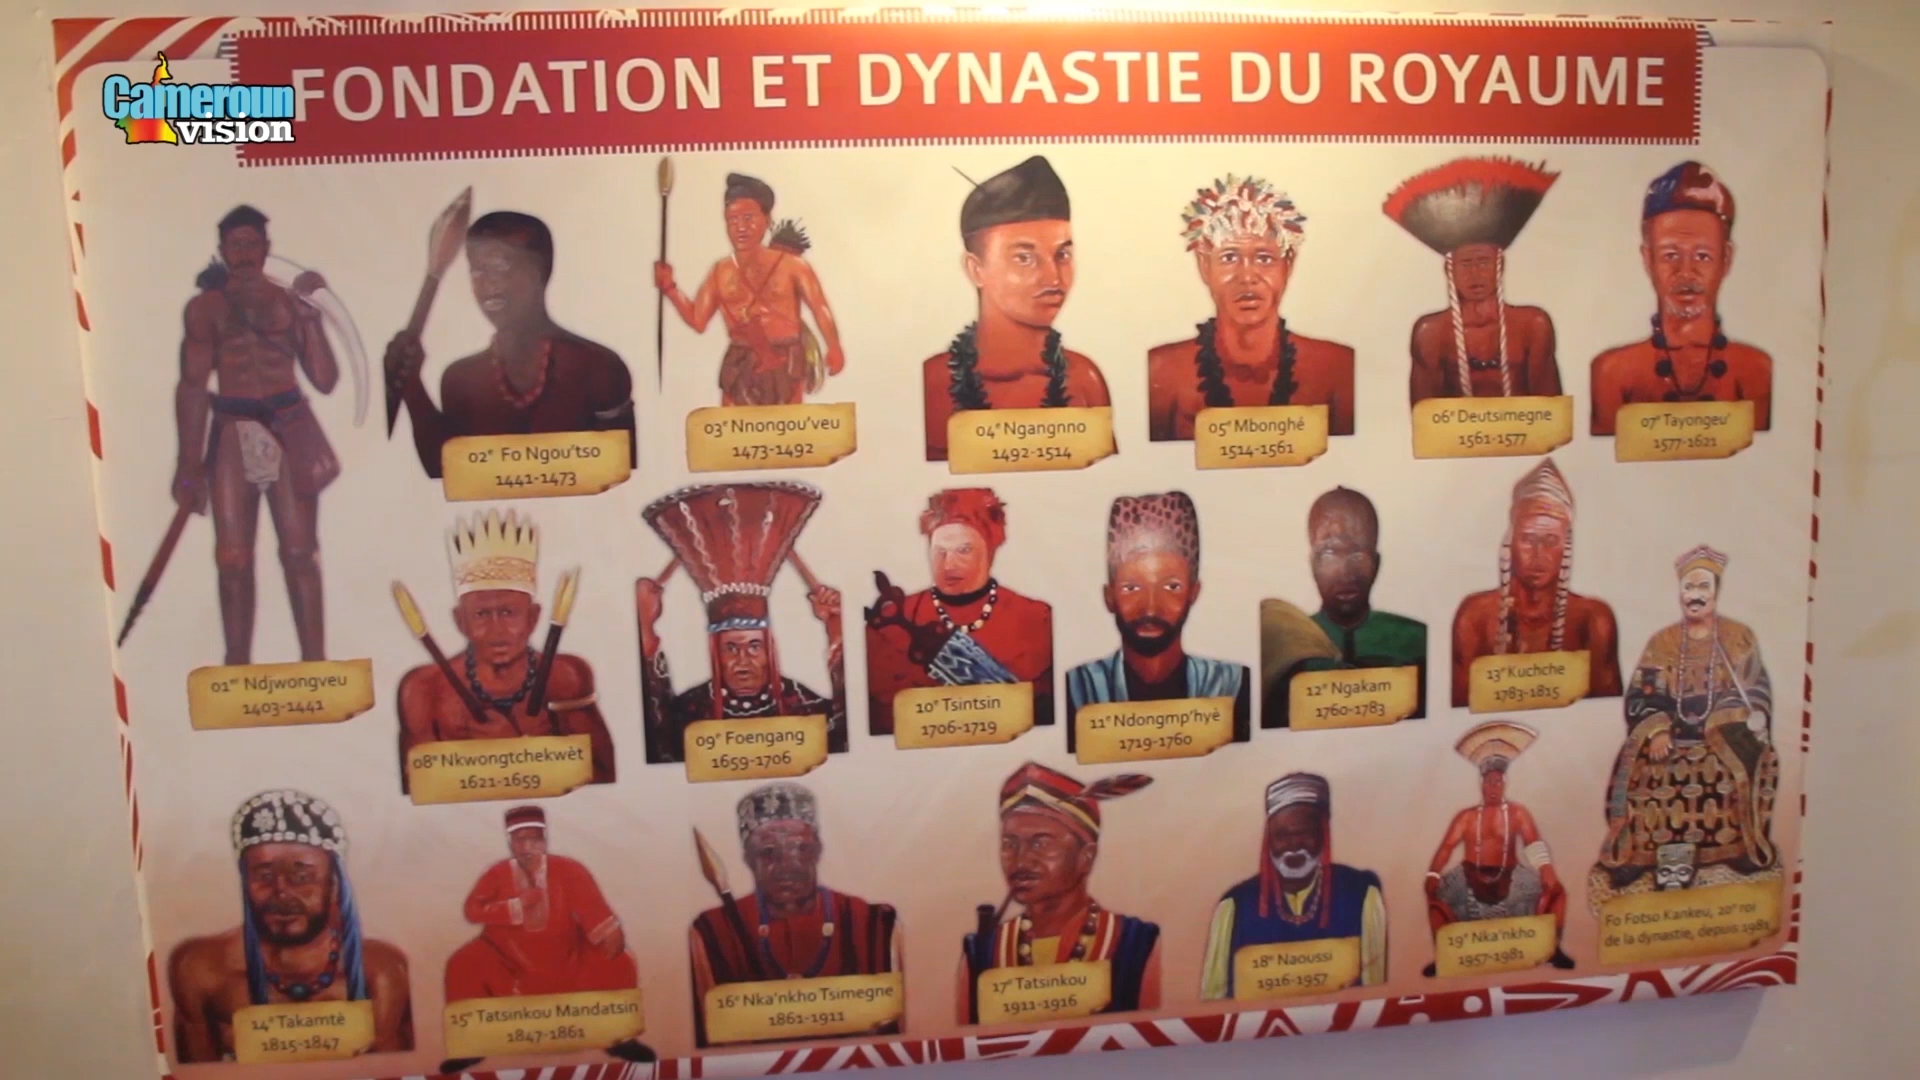 Cameroun
vision
FONDATION ET DYNASTIE DU ROYAUME
01er Ndjwongveu
1403-1441
02e Fo Ngou'tso
1441-1473
03e Nnongou'veu
1473-1492
04e Ngangnno
1492-1514
05e Mbonghé
1514-1561
06e Deutsimegne
1561-1577
07e Tayongeu'
1577-1621
08e Nkwongtchekwèt
1621-1659
09e Foengang
1659-1706
10e Tsintsin
1706-1719
11e Ndongmp'hyè
1719-1760
12e Ngakam
1760-1783
13e Kuchche
1783-1815
14e Takamtè
1815-1847
15e Tatsinkou Mandatsin
1847-1861
16e Nka'nkho Tsimegne
1861-1911
17e Tatsinkou
1911-1916
18e Naoussi
1916-1957
19e Nka'nkho
1957-1981
Fo Fotso Kankeu, 20e roi
de la dynastie, depuis 1981